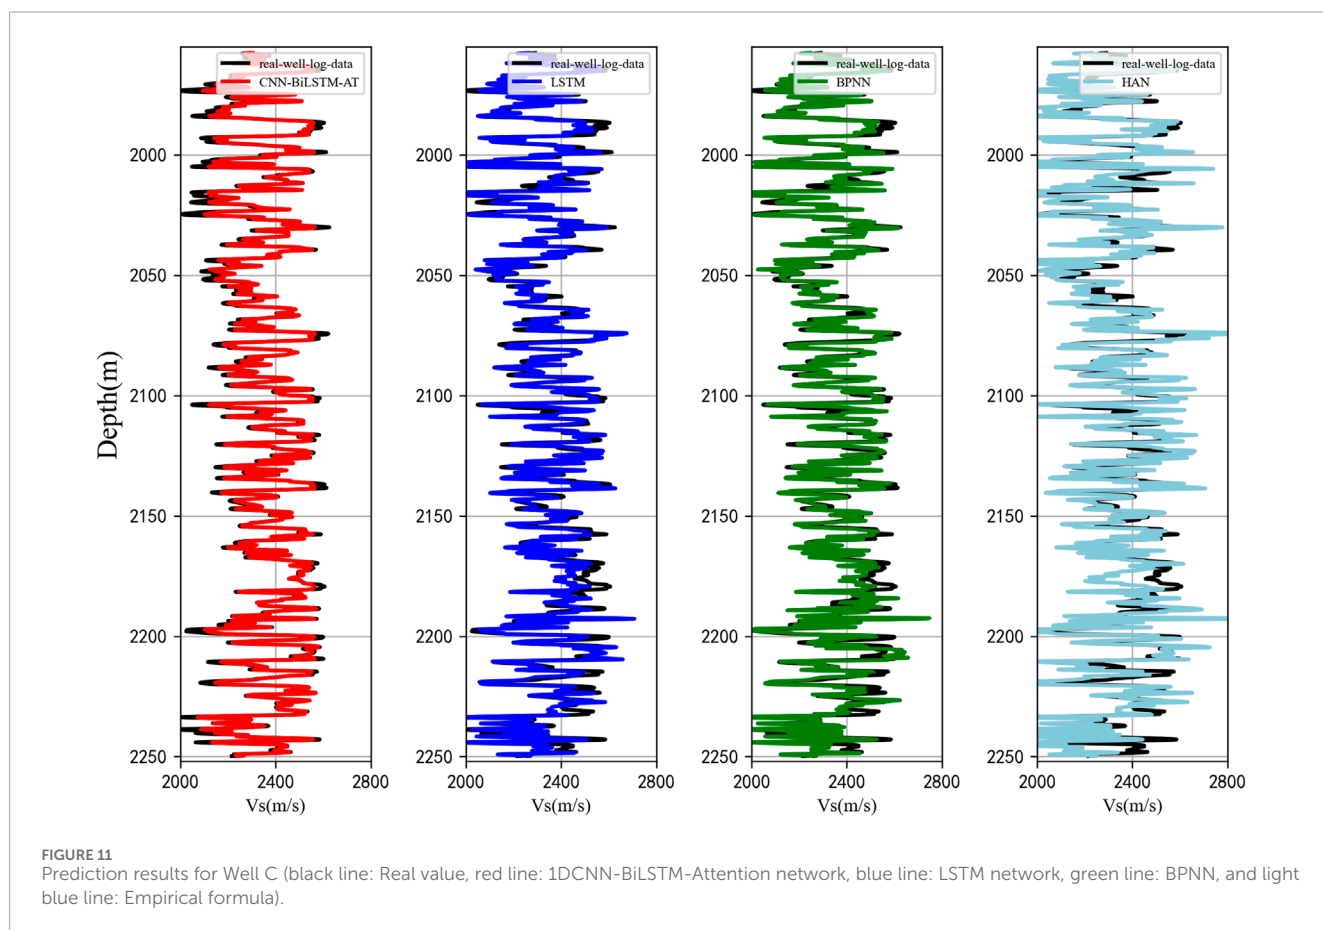 real-well-log-data
CNN-BiLSTM-AT
real-well-log-data
LSTM
real-well-log-data
BPNN
real-well-log-data
HAN
Depth(m)
2000
2050
2100
2150
2200
2250
2000 2400 2800
Vs(m/s)
2000
2050
2100
2150
2200
2250
2000 2400 2800
Vs(m/s)
2000
2050
2100
2150
2200
2250
2000 2400 2800
Vs(m/s)
2000
2050
2100
2150
2200
2250
2000 2400 2800
Vs(m/s)
FIGURE 11
Prediction results for Well C (black line: Real value, red line: 1DCNN-BiLSTM-Attention network, blue line: LSTM network, green line: BPNN, and light
blue line: Empirical formula).